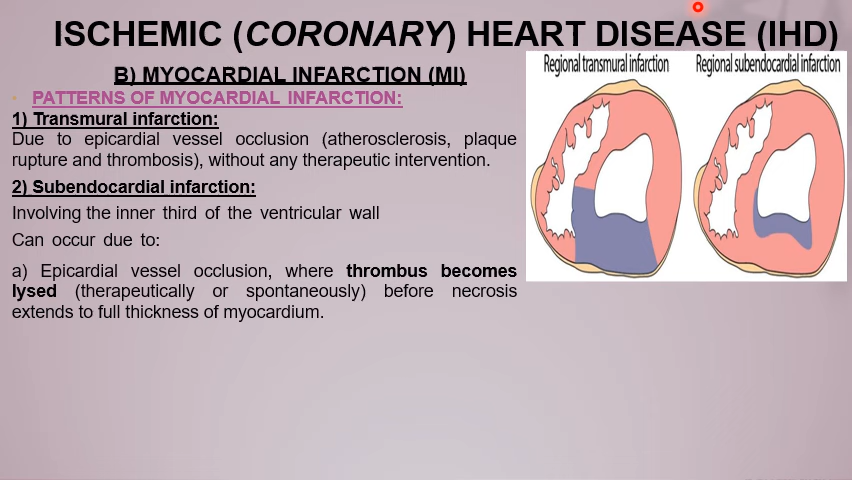 ISCHEMIC (CORONARY) HEART DISEASE (IHD)
B) MYOCARDIAL INFARCTION (MI)
• PATTERNS OF MYOCARDIAL INFARCTION:
1) Transmural infarction:
Due to epicardial vessel occlusion (atherosclerosis, plaque
rupture and thrombosis), without any therapeutic intervention.
2) Subendocardial infarction:
Involving the inner third of the ventricular wall
Can occur due to:
a) Epicardial vessel occlusion, where thrombus becomes
lysed (therapeutically or spontaneously) before necrosis
extends to full thickness of myocardium.
Regional transmural infarction
Regional subendocardial infarction